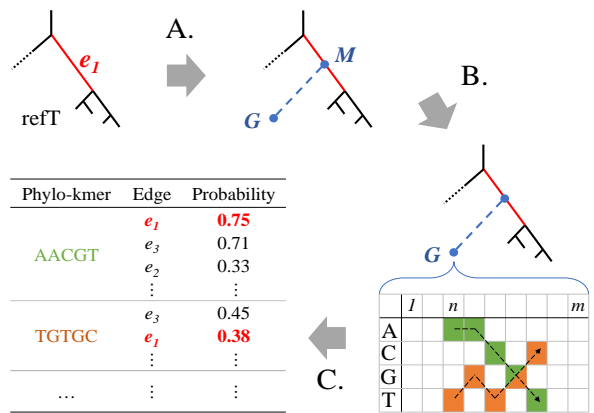 A.
e1
M
G
refT
B.
G
Phylo-kmer Edge Probability
AACGT
e1 0.75
e3 0.71
e2 0.33
⋮ ⋮
TGTGC
e3 0.45
e1 0.38
⋮ ⋮
... ⋮ ⋮
C.
1 n m
A
C
G
T